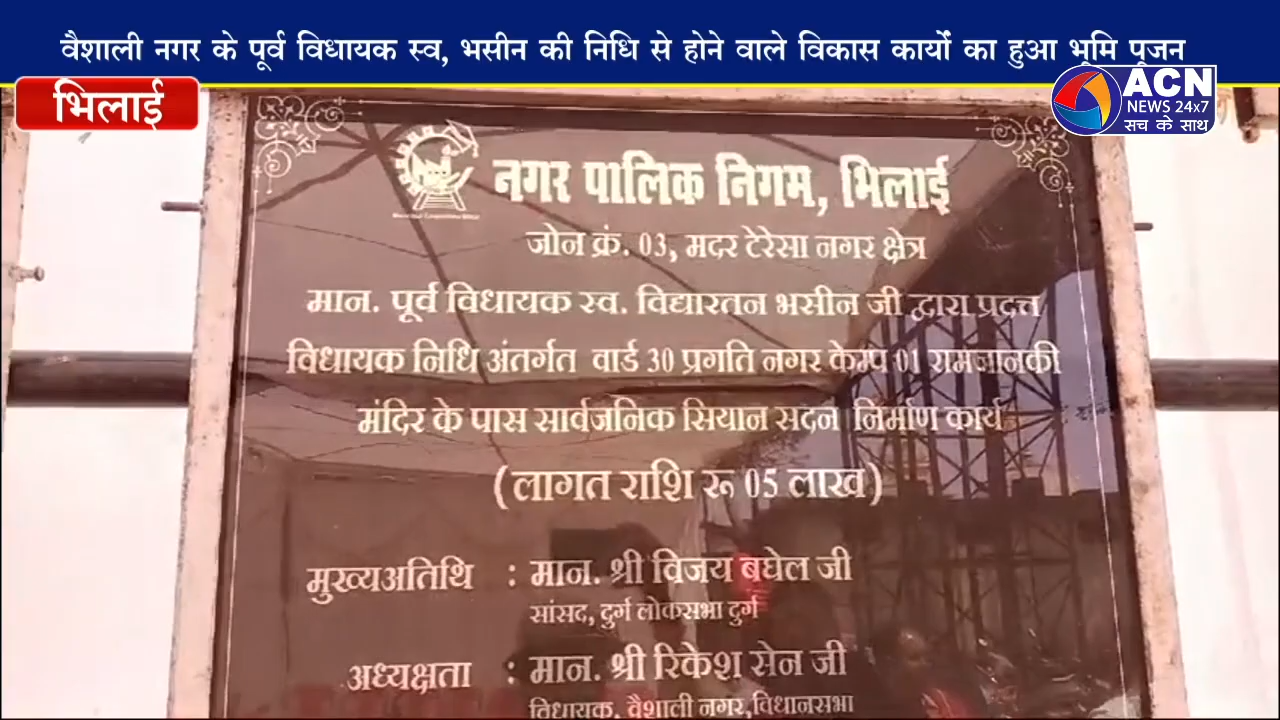 वैशाली नगर के पूर्व विधायक स्व, भसीन की निधि से होने वाले विकास कार्यों का हुआ भूमि पूजन
भिलाई
ACN
NEWS 24x7
सच के साथ
नगर पालिक निगम, भिलाई
जोन क्रं. 03, मदर टेरेसा नगर क्षेत्र
मान. पूर्व विधायक स्व. विद्यारतन भसीन जी द्वारा प्रदत्त
विधायक निधि अंतर्गत वार्ड 30 प्रगति नगर केम्प 01 रामजानकी
मंदिर के पास सार्वजनिक सियान सदन निर्माण कार्य
(लागत राशि रू 05 लाख)
मुख्यअतिथि : मान. श्री विजय बघेल जी
सांसद, दुर्ग लोकसभा दुर्ग
अध्यक्षता : मान. श्री रिकेश सेन जी
विधायक, वैशाली नगर,विधानसभा